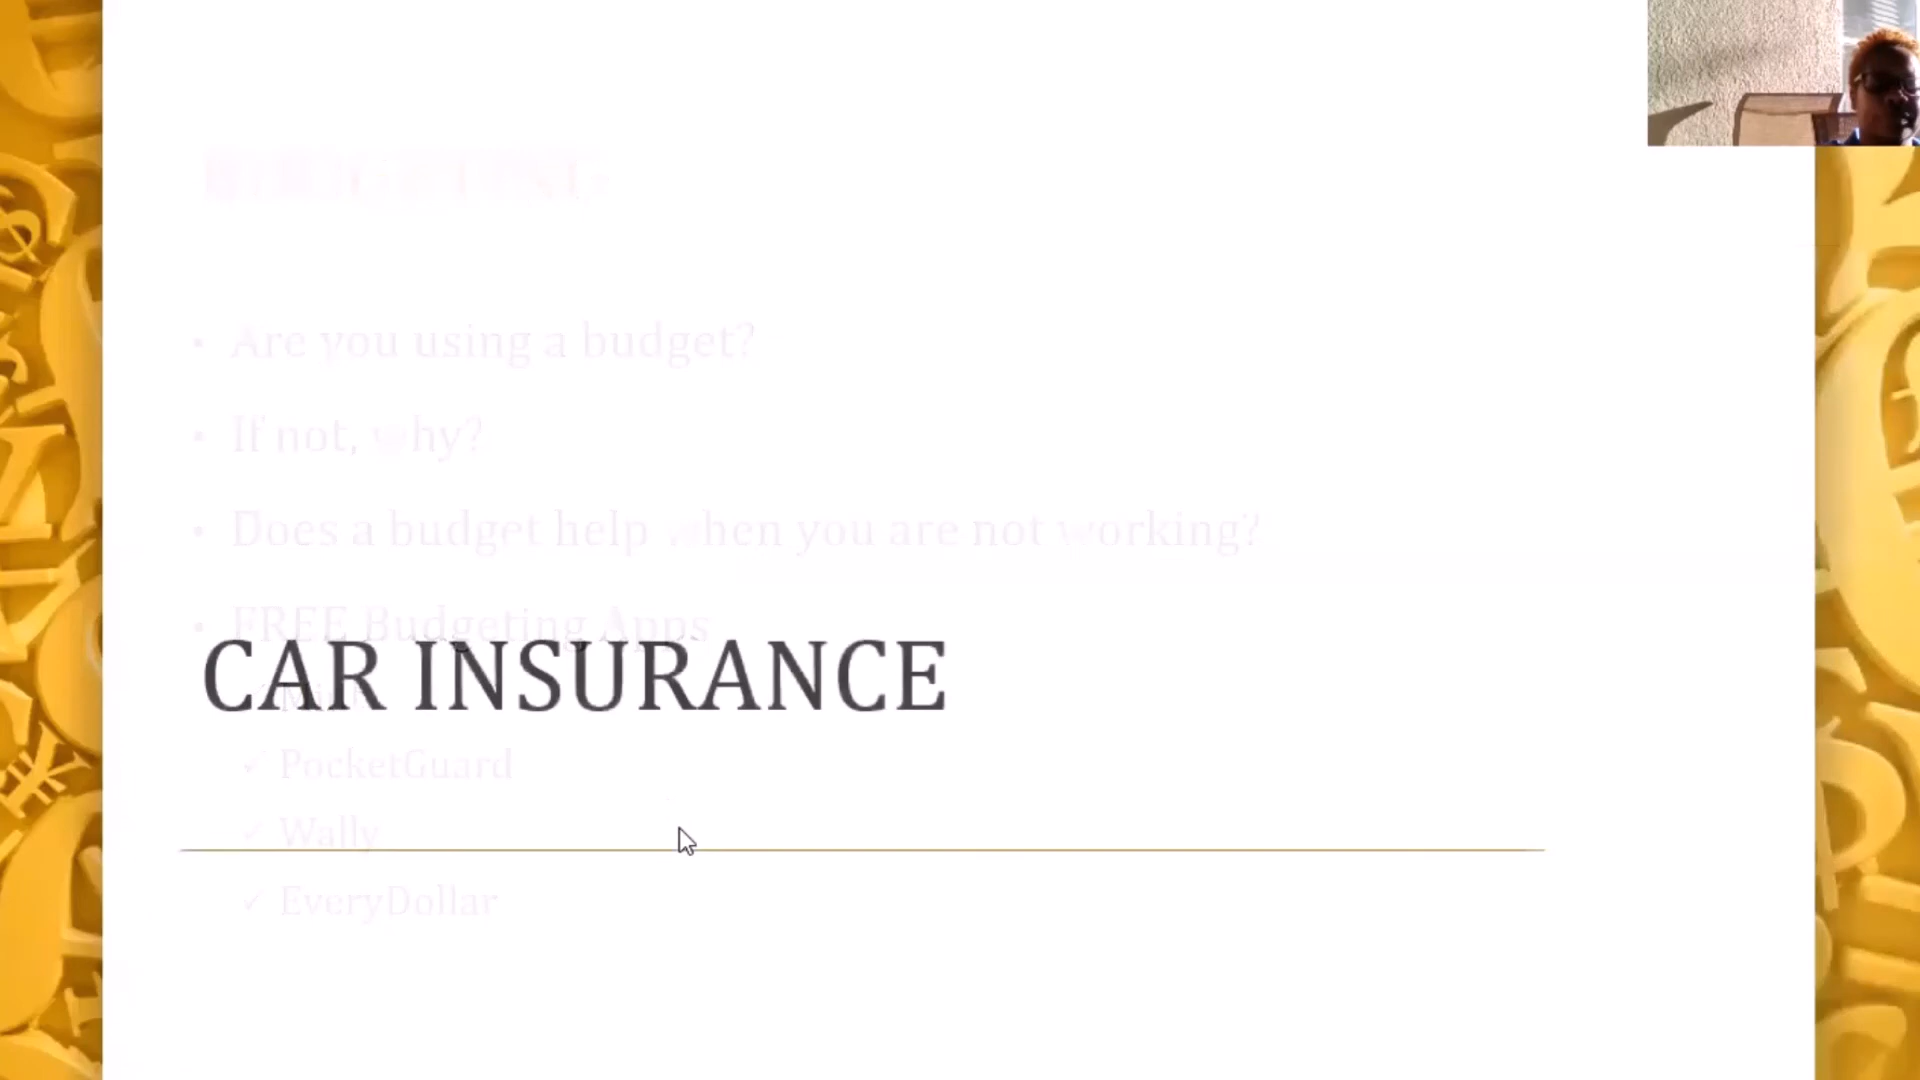 Are you using a budget?
If not, why?
Does a budget help when you are not working?
FREE Budgeting Apps
CAR INSURANCE
PocketGuard
Wally
EveryDollar